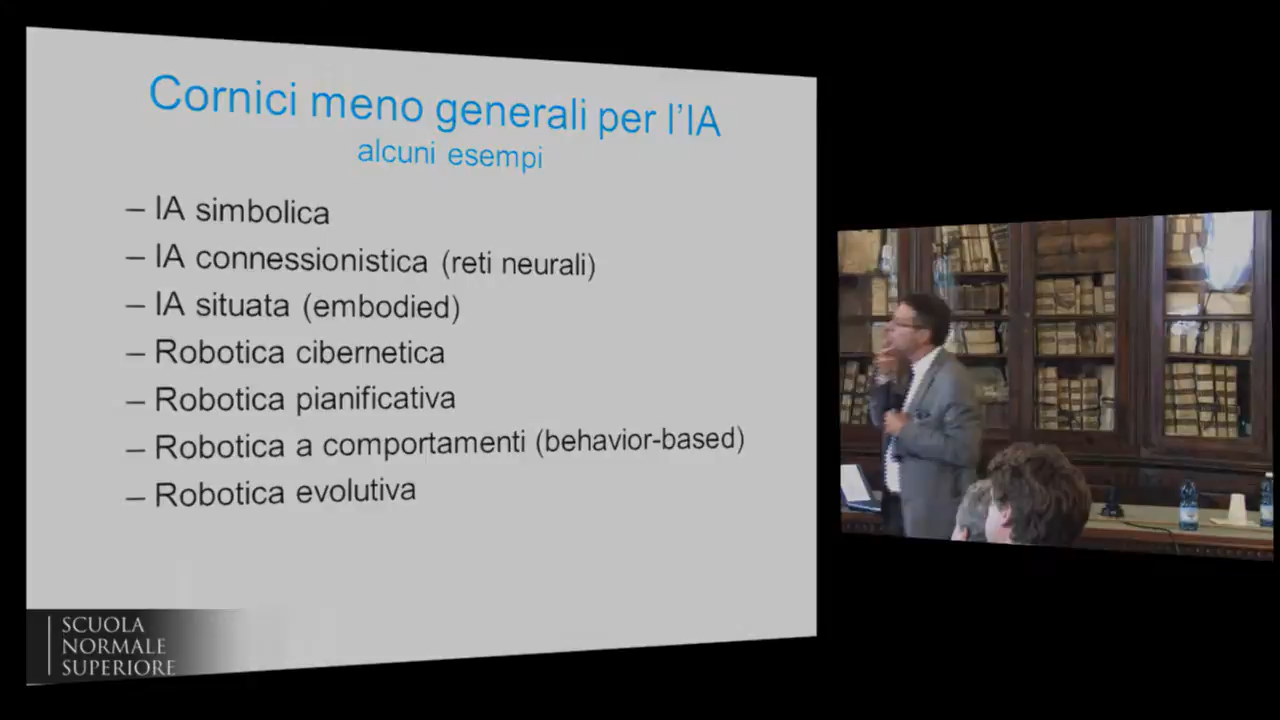 Cornici meno generali per l'IA
alcuni esempi
– IA simbolica
– IA connessionistica (reti neurali)
– IA situata (embodied)
– Robotica cibernetica
– Robotica pianificativa
– Robotica a comportamenti (behavior-based)
– Robotica evolutiva
SCUOLA
NORMALE
SUPERIORE